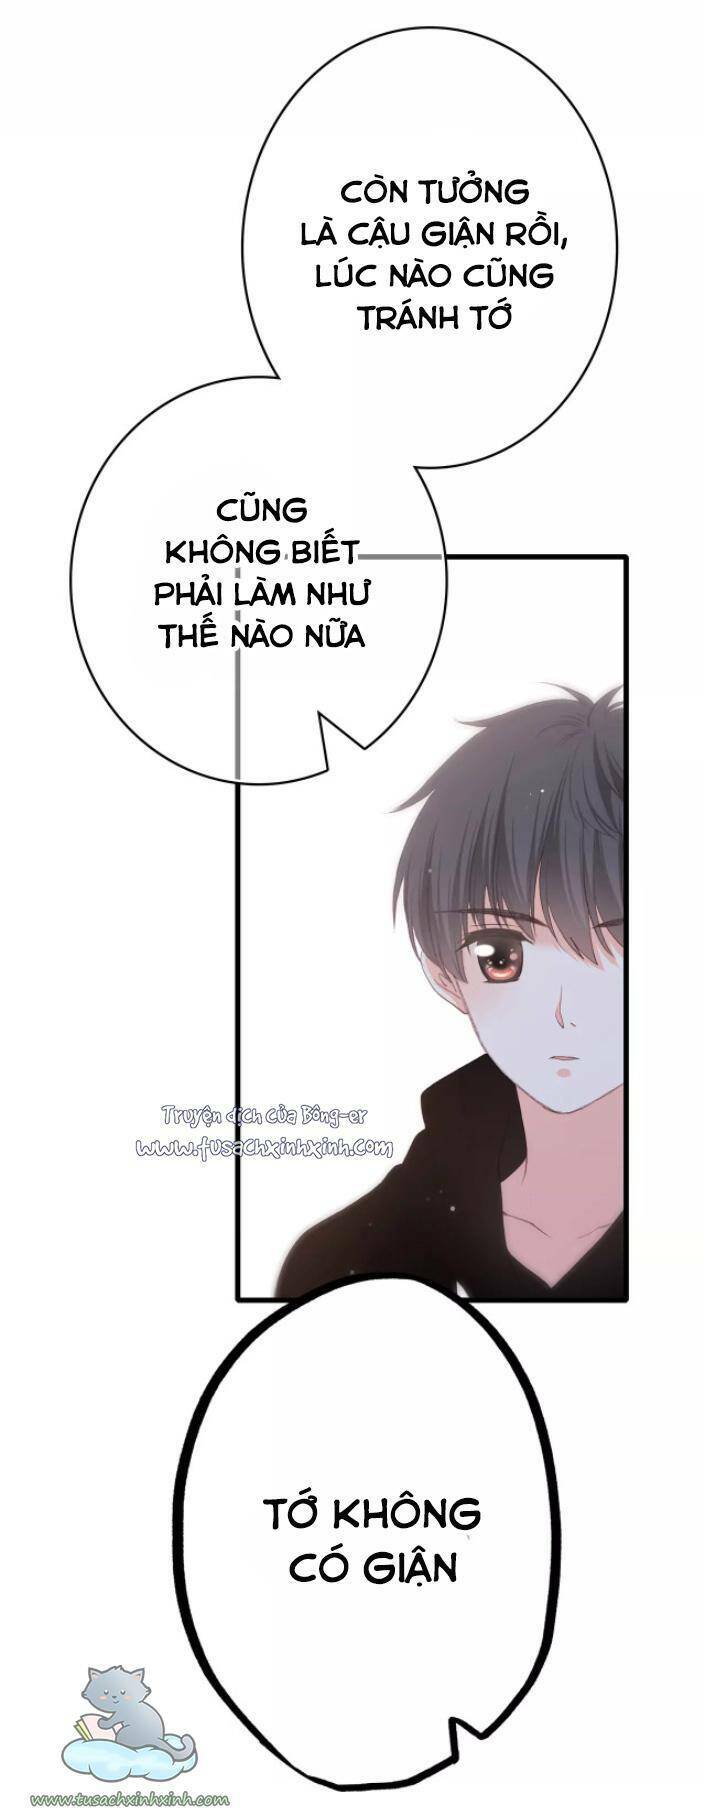 CÒN TƯỞNG
LÀ CẬU GIẬN RỒI,
LÚC NÀO CŨNG
TRÁNH TỚ
CŨNG
KHÔNG BIẾT
PHẢI LÀM NHƯ
THẾ NÀO NỮA
Truyện dịch của Bông-er
www.tusachxinhxinh.com
TỚ KHÔNG
CÓ GIẬN
www.tusachxinhxinh.com